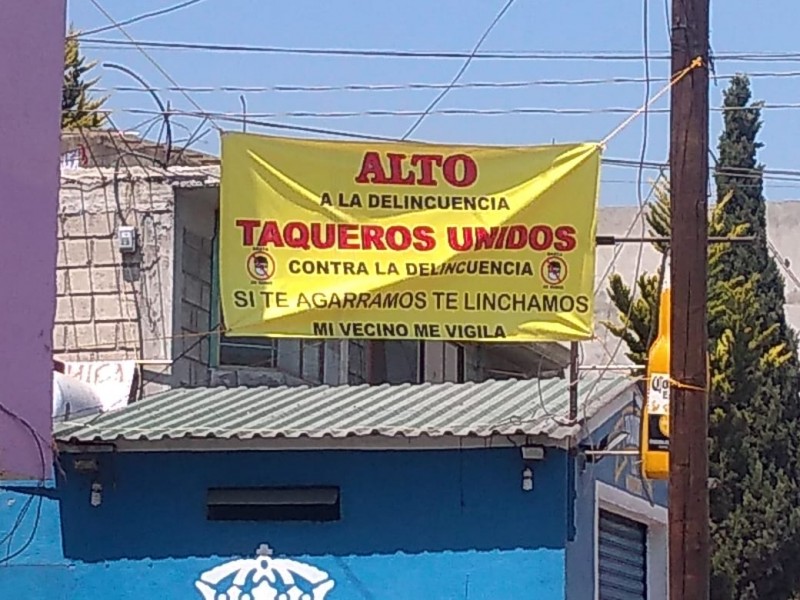 ALTO
A LA DELINCUENCIA
TAQUEROS UNIDOS
CONTRA LA DELINCUENCIA
SI TE AGARRAMOS TE LINCHAMOS
MI VECINO ME VIGILA